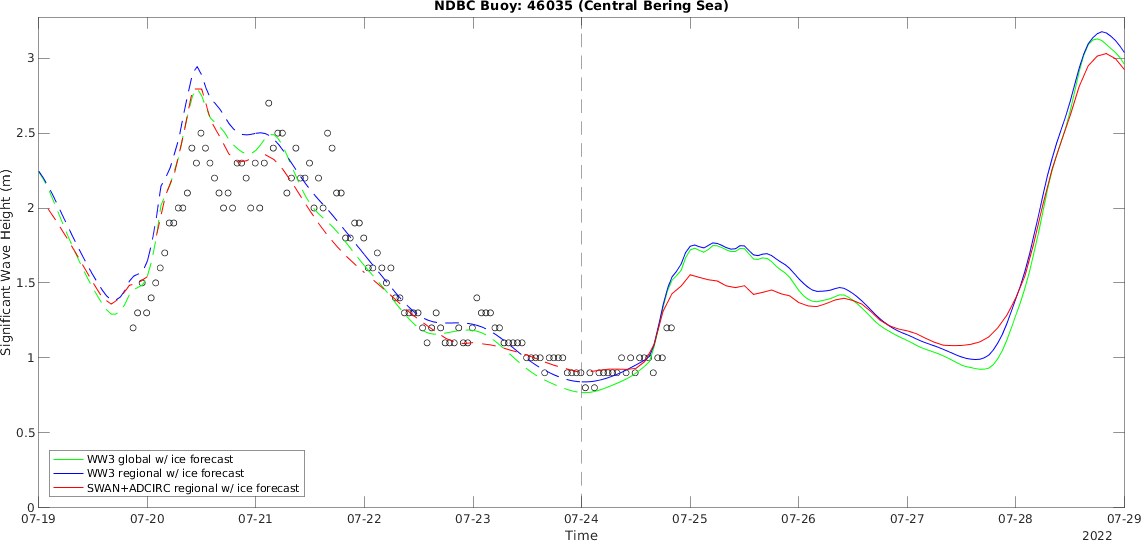 NDBC Buoy: 46035 (Central Bering Sea)
Significant Wave Height (m)
3
2.5
2
1.5
1
0.5
0
WW3 global w/ ice forecast
WW3 regional w/ ice forecast
SWAN+ADCIRC regional w/ ice forecast
07-19 07-20 07-21 07-22 07-23 07-24 07-25 07-26 07-27 07-28 07-29
Time
2022